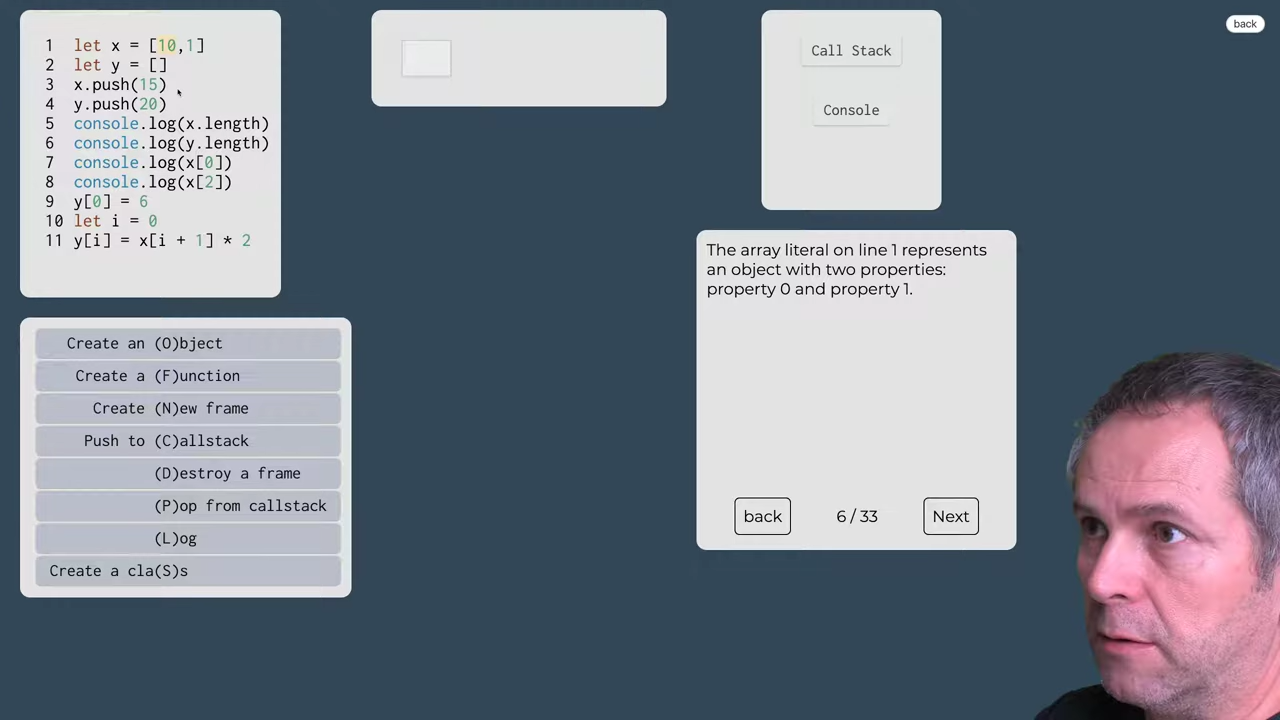 back
1 let x = [10,1]
2 let y = []
3 x.push(15)
4 y.push(20)
5 console.log(x.length)
6 console.log(y.length)
7 console.log(x[0])
8 console.log(x[2])
9 y[0] = 6
10 let i = 0
11 y[i] = x[i + 1] * 2
Call Stack
Console
The array literal on line 1 represents
an object with two properties:
property 0 and property 1.
back 6 / 33 Next
Create an (O)bject
Create a (F)unction
Create (N)ew frame
Push to (C)allstack
(D)estroy a frame
(P)op from callstack
(L)og
Create a cla(S)s